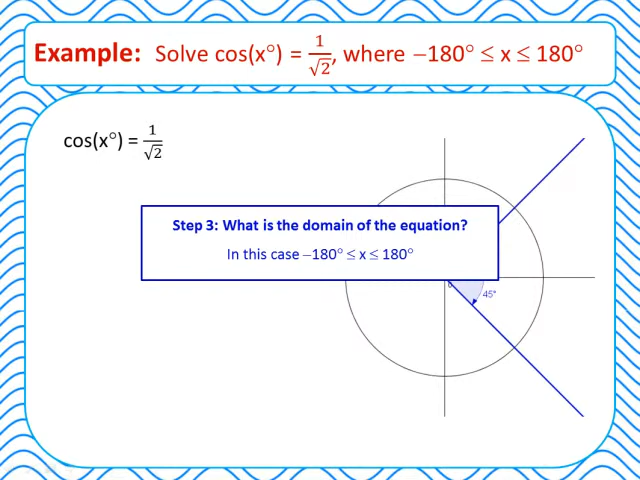 Example: Solve cos(x°) = 1/√2, where −180° ≤ x ≤ 180°
cos(x°) = 1/√2
Step 3: What is the domain of the equation?
In this case −180° ≤ x ≤ 180°
45°